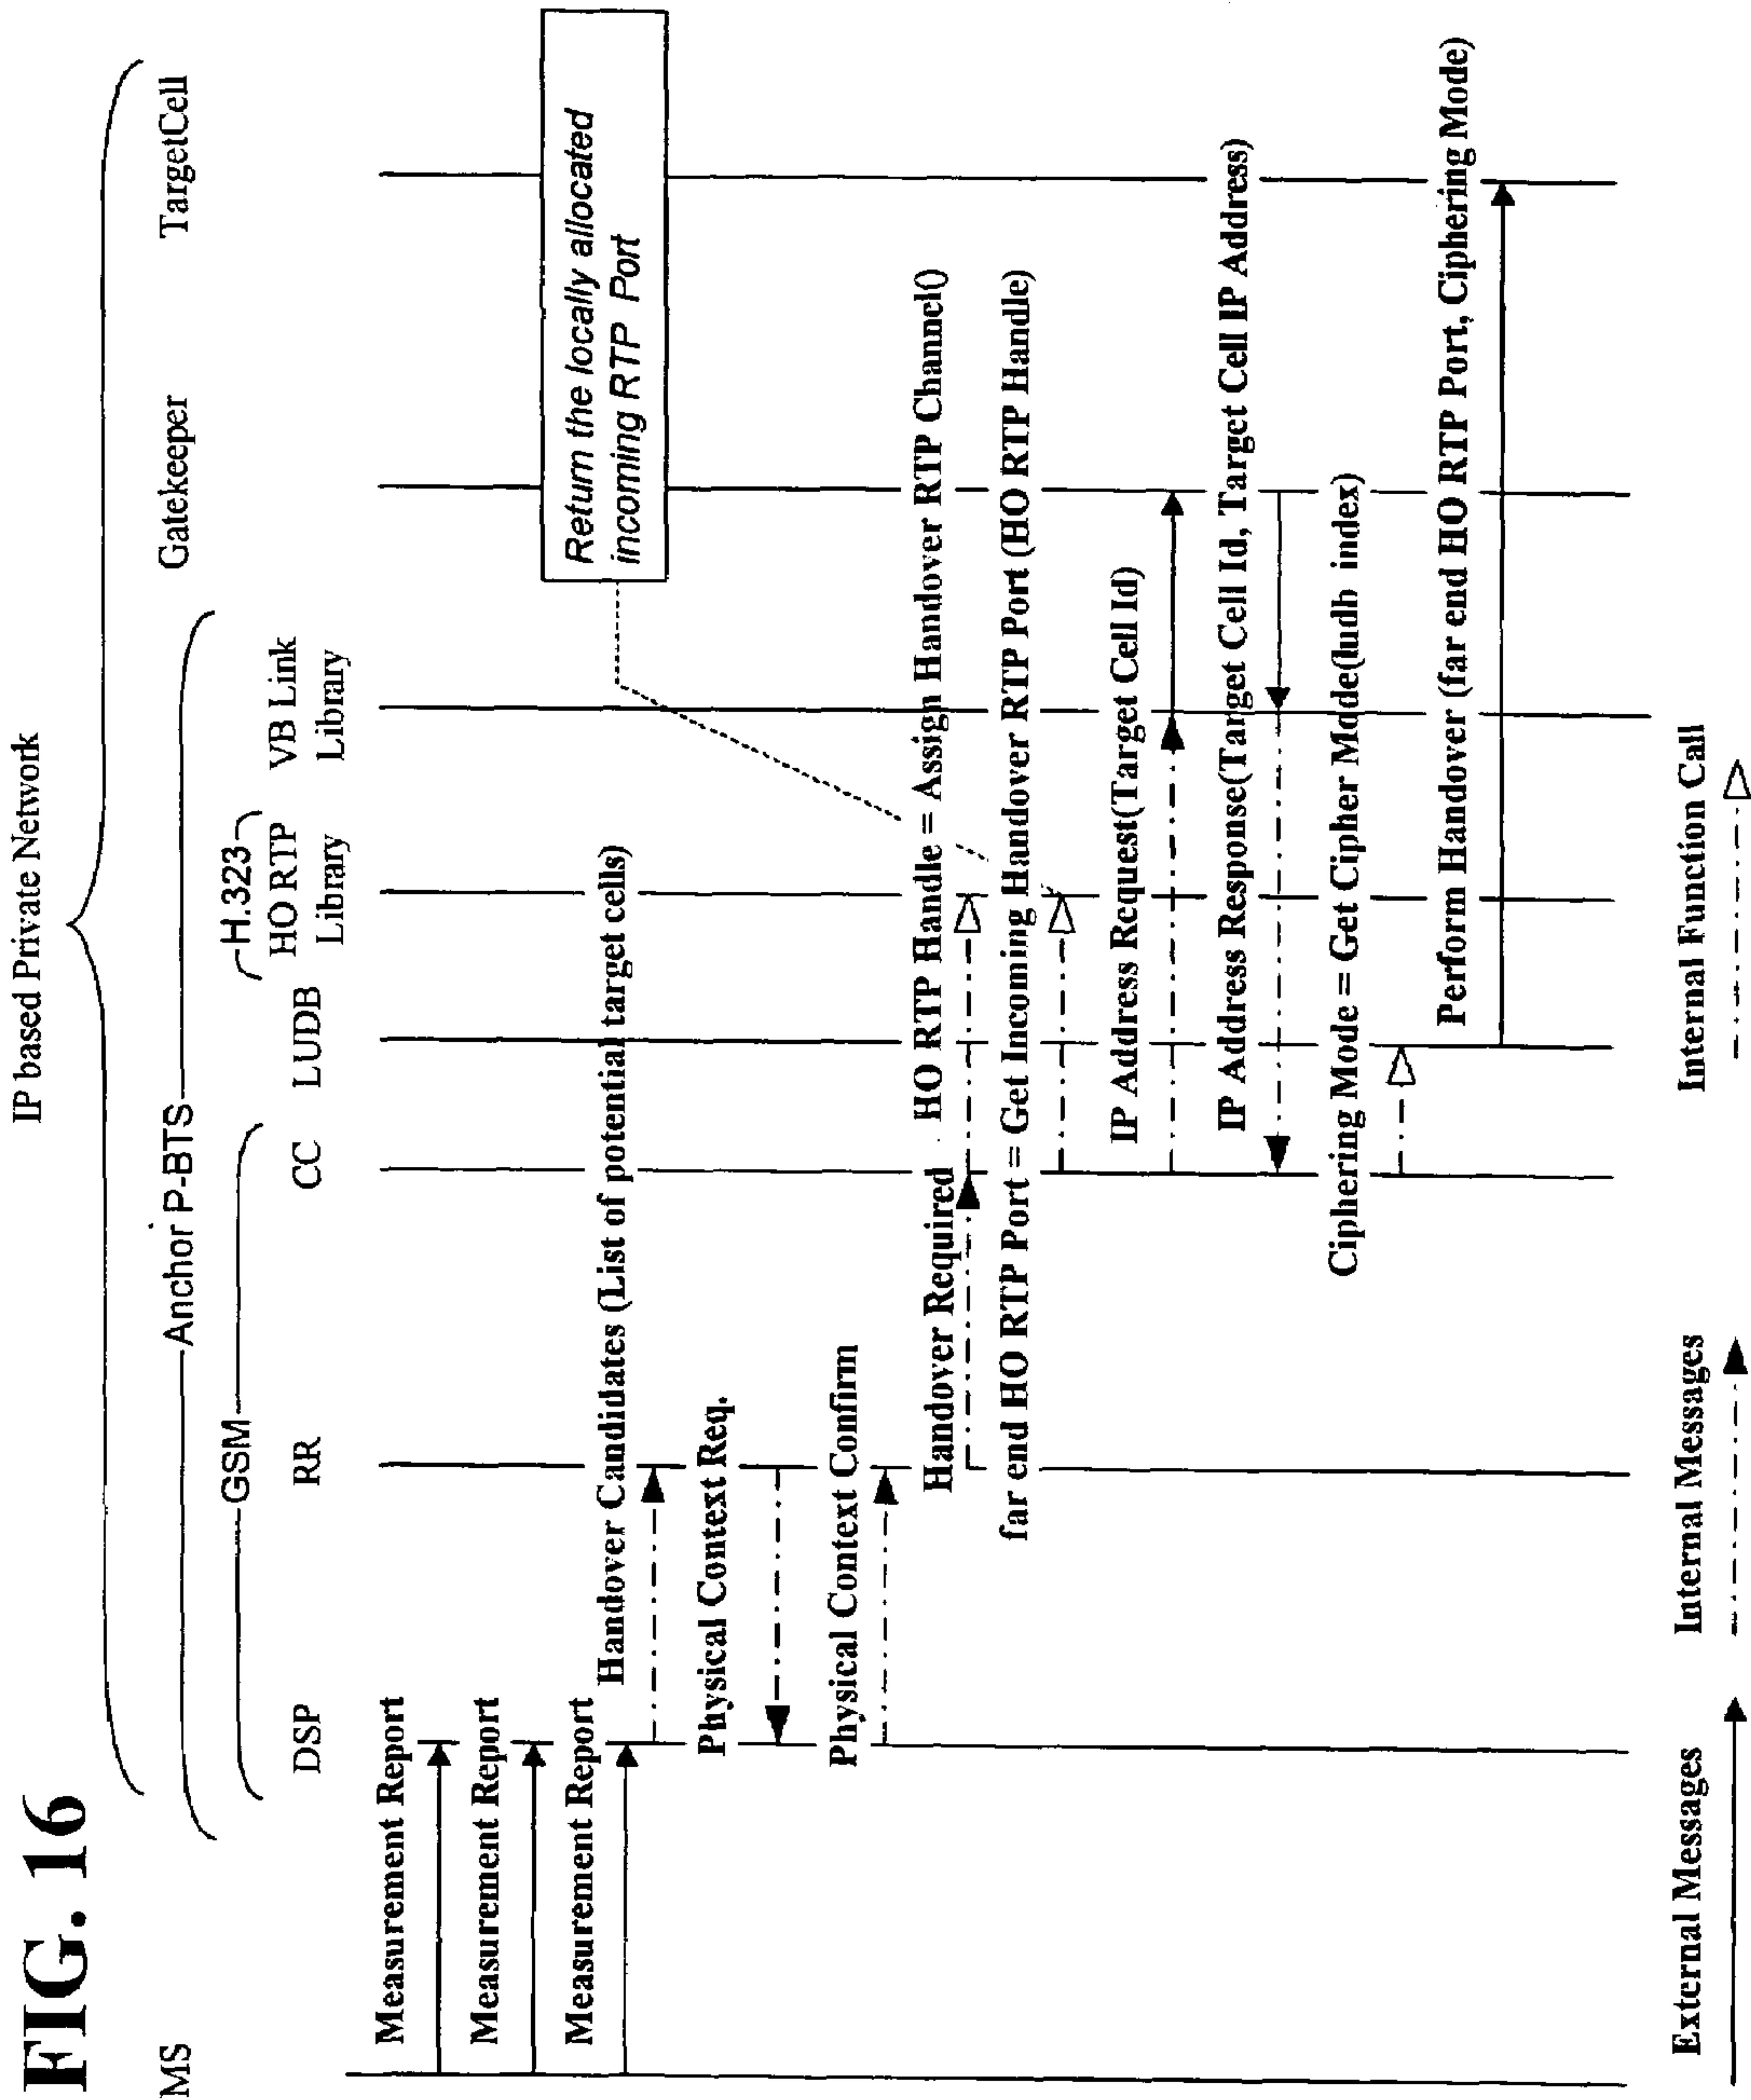 FIG. 16
IP based Private Network
Anchor P-BTS
GSM
H.323
MS
DSP
RR
CC
LUDB
HO RTP
Library
VB Link
Library
Gatekeeper
TargetCell
Measurement Report
Measurement Report
Measurement Report
Return the locally allocated
incoming RTP Port
Handover Candidates (List of potential target cells)
Physical Context Req.
Physical Context Confirm
Handover Required
HO RTP Handle = Assign Handover RTP Channel()
far end HO RTP Port = Get Incoming Handover RTP Port (HO RTP Handle)
IP Address Request(Target Cell Id)
IP Address Response(Target Cell Id, Target Cell IP Address)
Ciphering Mode = Get Cipher Mode(ludb index)
Perform Handover (far end HO RTP Port, Ciphering Mode)
External Messages
Internal Messages
Internal Function Call